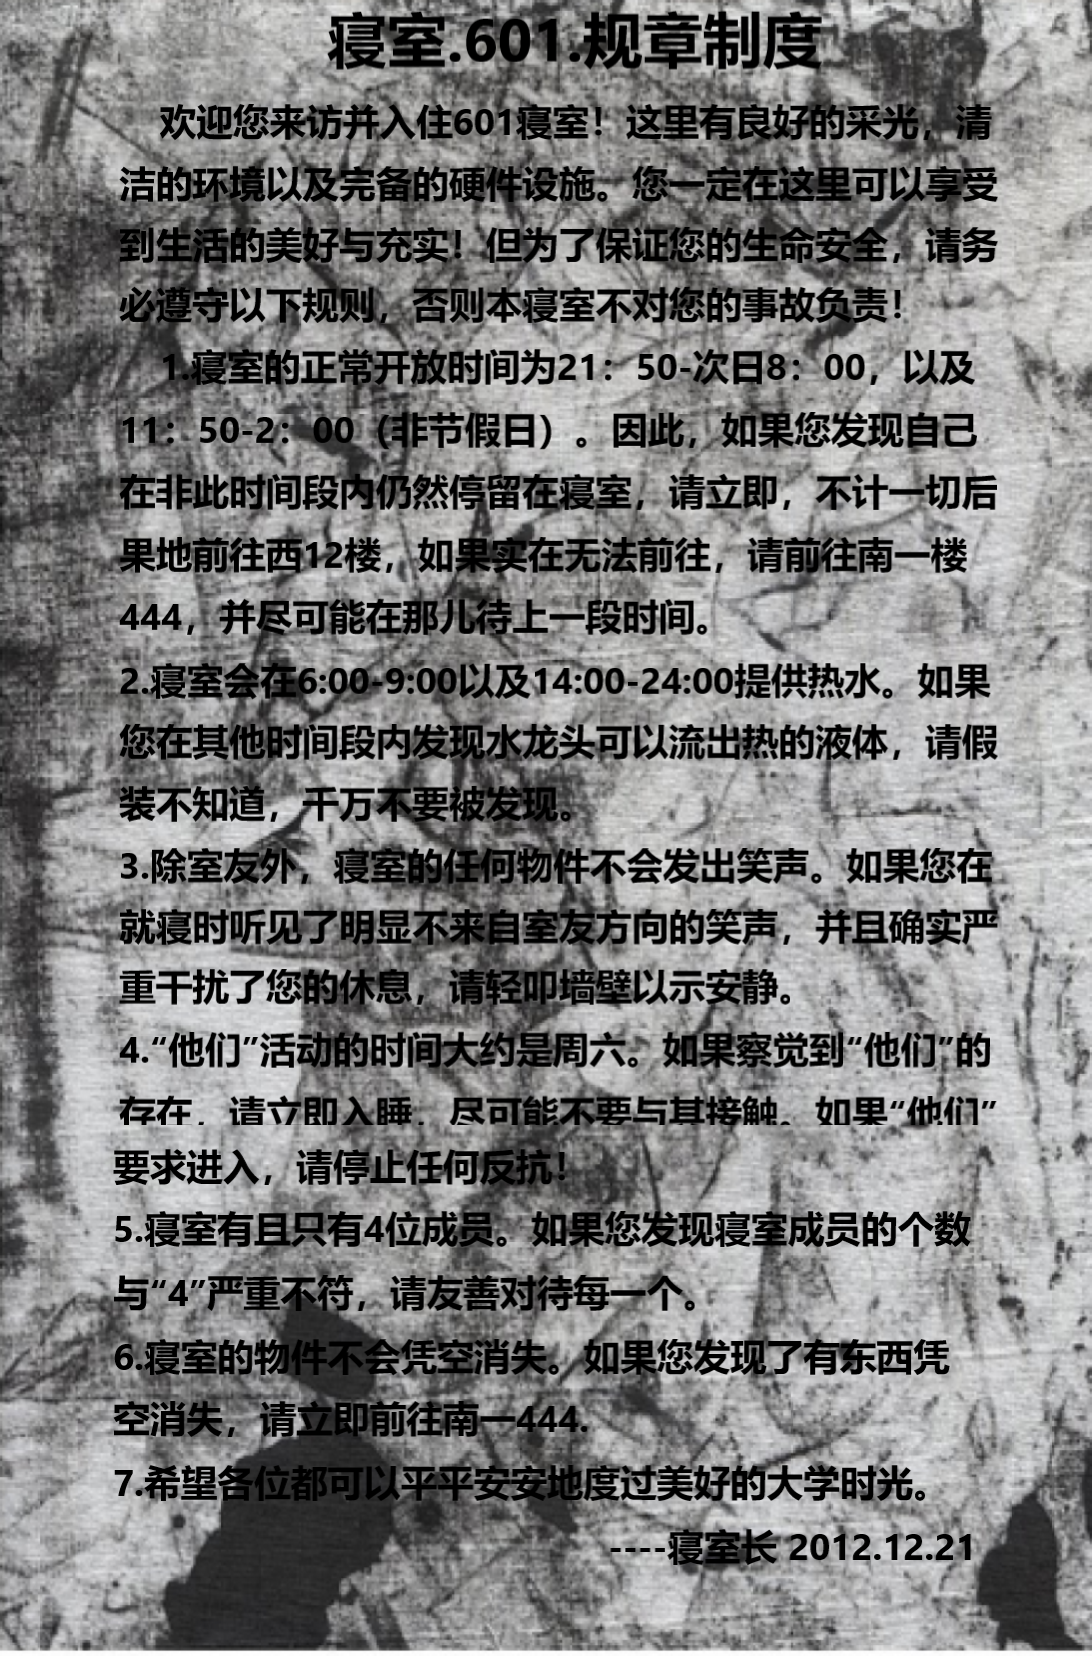 寝室.601.规章制度
欢迎您来访并入住601寝室！这里有良好的采光，清
洁的环境以及完备的硬件设施。您一定在这里可以享受
到生活的美好与充实！但为了保证您的生命安全，请务
必遵守以下规则，否则本寝室不对您的事故负责！
1.寝室的正常开放时间为21：50-次日8：00，以及
11：50-2：00（非节假日）。因此，如果您发现自己
在非此时间段内仍然停留在寝室，请立即，不计一切后
果地前往西12楼，如果实在无法前往，请前往南一楼
444，并尽可能在那儿待上一段时间。
2.寝室会在6:00-9:00以及14:00-24:00提供热水。如果
您在其他时间段内发现水龙头可以流出热的液体，请假
装不知道，千万不要被发现。
3.除室友外，寝室的任何物件不会发出笑声。如果您在
就寝时听见了明显不来自室友方向的笑声，并且确实严
重干扰了您的休息，请轻叩墙壁以示安静。
4.“他们”活动的时间大约是周六。如果察觉到“他们”的
存在，请立即入睡，尽可能不要与其接触。如果“他们”
要求进入，请停止任何反抗！
5.寝室有且只有4位成员。如果您发现寝室成员的个数
与“4”严重不符，请友善对待每一个。
6.寝室的物件不会凭空消失。如果您发现了有东西凭
空消失，请立即前往南一444.
7.希望各位都可以平平安安地度过美好的大学时光。
----寝室长 2012.12.21